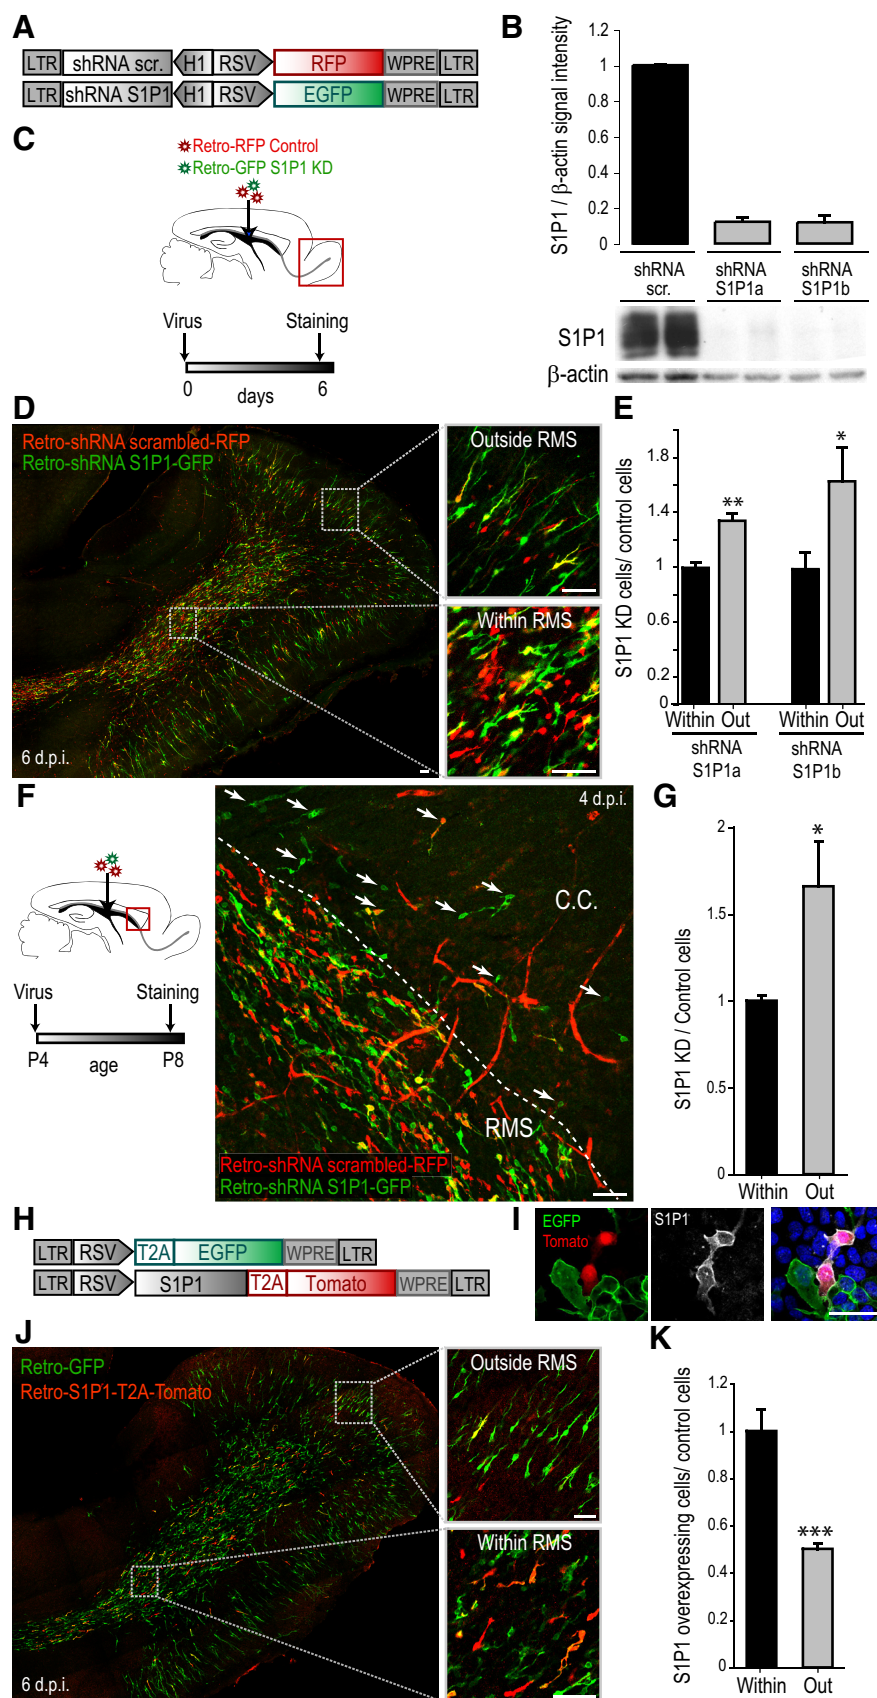 A
LTR shRNA scr. H1 RSV RFP WPRE LTR
LTR shRNA S1P1 H1 RSV EGFP WPRE LTR
B
S1P1 / β-actin signal intensity
1.2
1
0.8
0.6
0.4
0.2
0
shRNA scr.
shRNA S1P1a
shRNA S1P1b
S1P1
β-actin
C
Retro-RFP Control
Retro-GFP S1P1 KD
Virus Staining
0 6
days
D
Retro-shRNA scrambled-RFP
Retro-shRNA S1P1-GFP
6 d.p.i.
Outside RMS
Within RMS
E
S1P1 KD cells/ control cells
1.8
1.4
1
0.6
0.2
0
**
*
Within Out Within Out
shRNA S1P1a
shRNA S1P1b
F
Virus Staining
P4 P8
age
4 d.p.i.
C.C.
RMS
Retro-shRNA scrambled-RFP
Retro-shRNA S1P1-GFP
G
S1P1 KD / Control cells
2
1.5
1
0.5
0
*
Within Out
H
LTR RSV T2A EGFP WPRE LTR
LTR RSV S1P1 T2A Tomato WPRE LTR
I
EGFP
Tomato
S1P1
J
Retro-GFP
Retro-S1P1-T2A-Tomato
6 d.p.i.
Outside RMS
Within RMS
K
S1P1 overexpressing cells/ control cells
1.2
1
0.8
0.6
0.4
0.2
0
***
Within Out